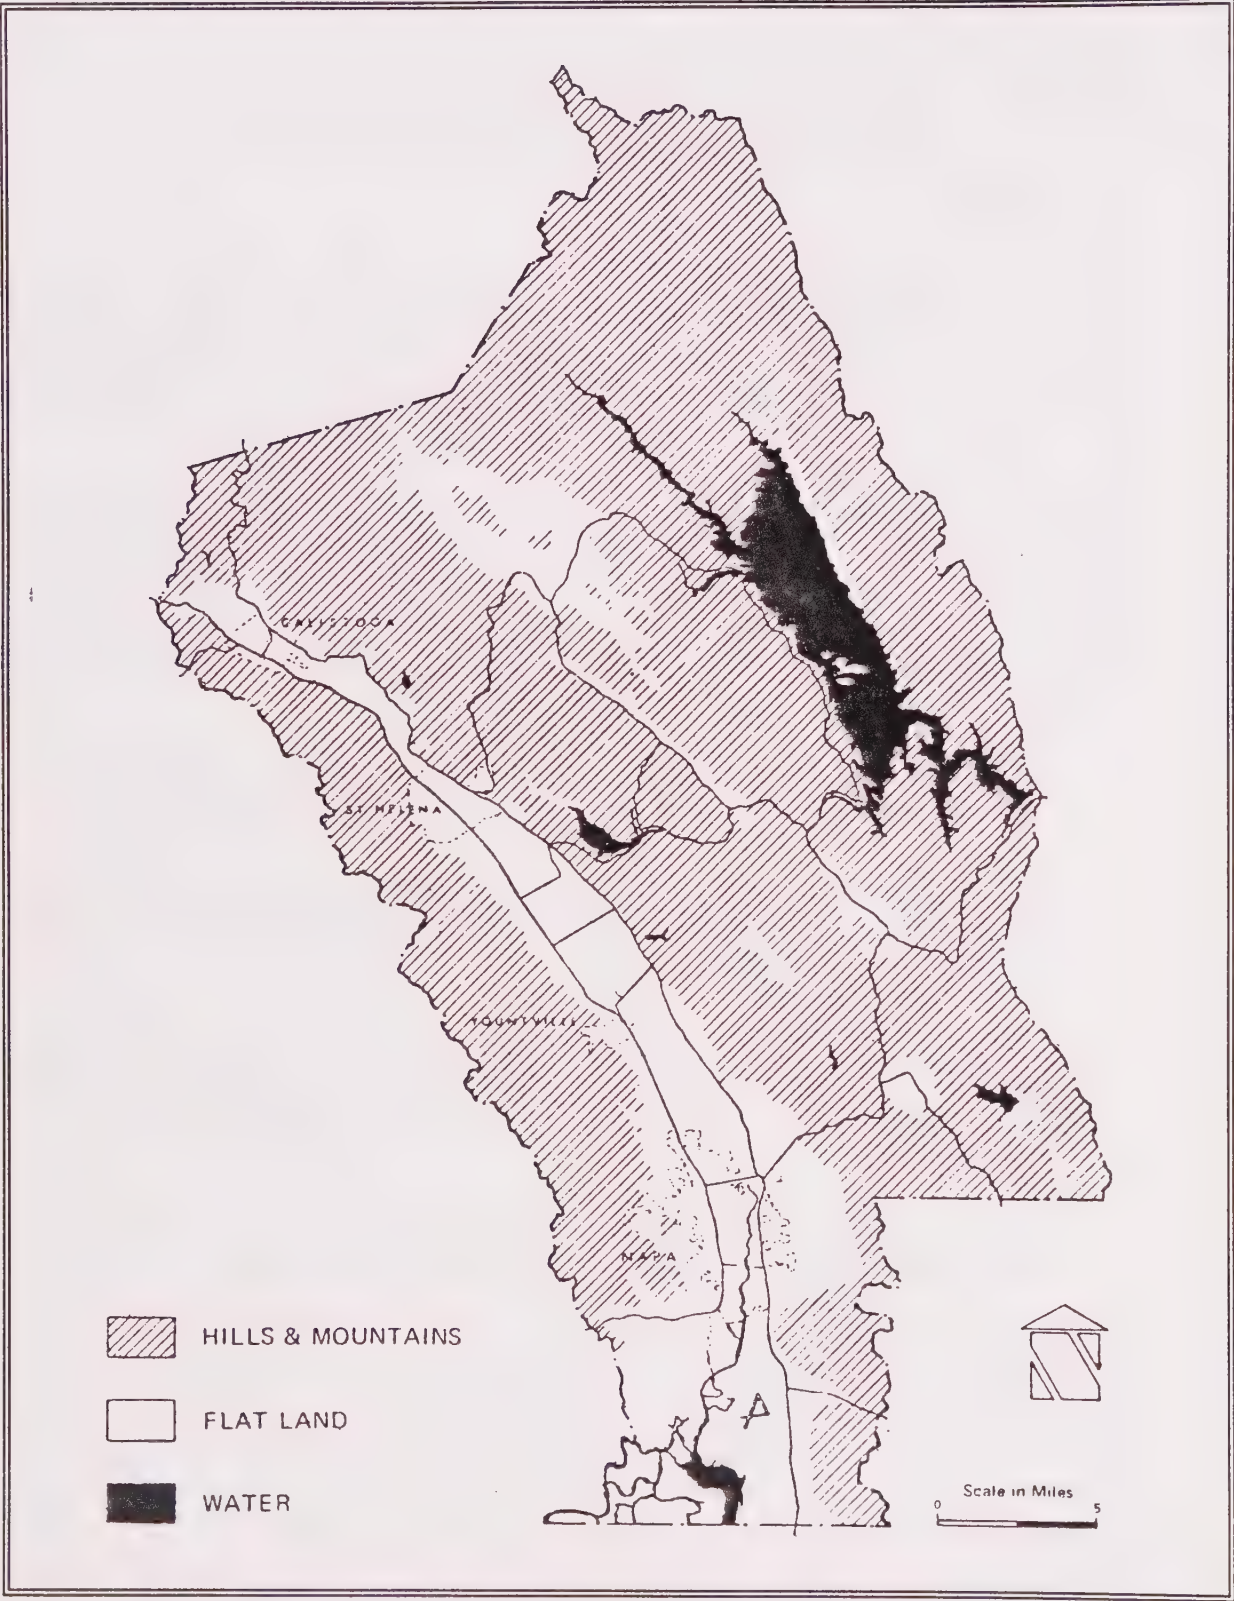 CALISTOGA
ST HELENA
YOUNTVILLE
NAPA
HILLS & MOUNTAINS
FLAT LAND
WATER
Scale in Miles
0 5